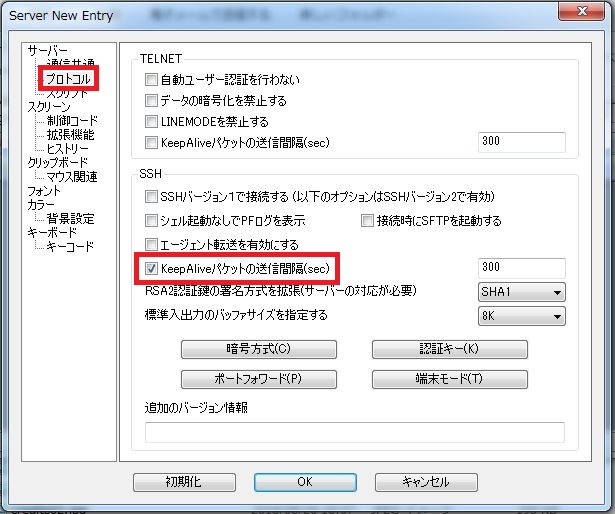 Server New Entry
サーバー
通信共通
プロトコル
スクリプト
スクリーン
制御コード
拡張機能
ヒストリー
クリップボード
マウス関連
フォント
カラー
背景設定
キーボード
キーコード
TELNET
自動ユーザー認証を行わない
データの暗号化を禁止する
LINEMODEを禁止する
KeepAliveパケットの送信間隔(sec) 300
SSH
SSHバージョン1で接続する (以下のオプションはSSHバージョン2で有効)
シェル起動なしでPFログを表示 接続時にSFTPを起動する
エージェント転送を有効にする
KeepAliveパケットの送信間隔(sec) 300
RSA2認証鍵の署名方式を拡張(サーバーの対応が必要) SHA1
標準入出力のバッファサイズを指定する 8K
暗号方式(C) 認証キー(K)
ポートフォワード(P) 端末モード(T)
追加のバージョン情報
初期化 OK キャンセル